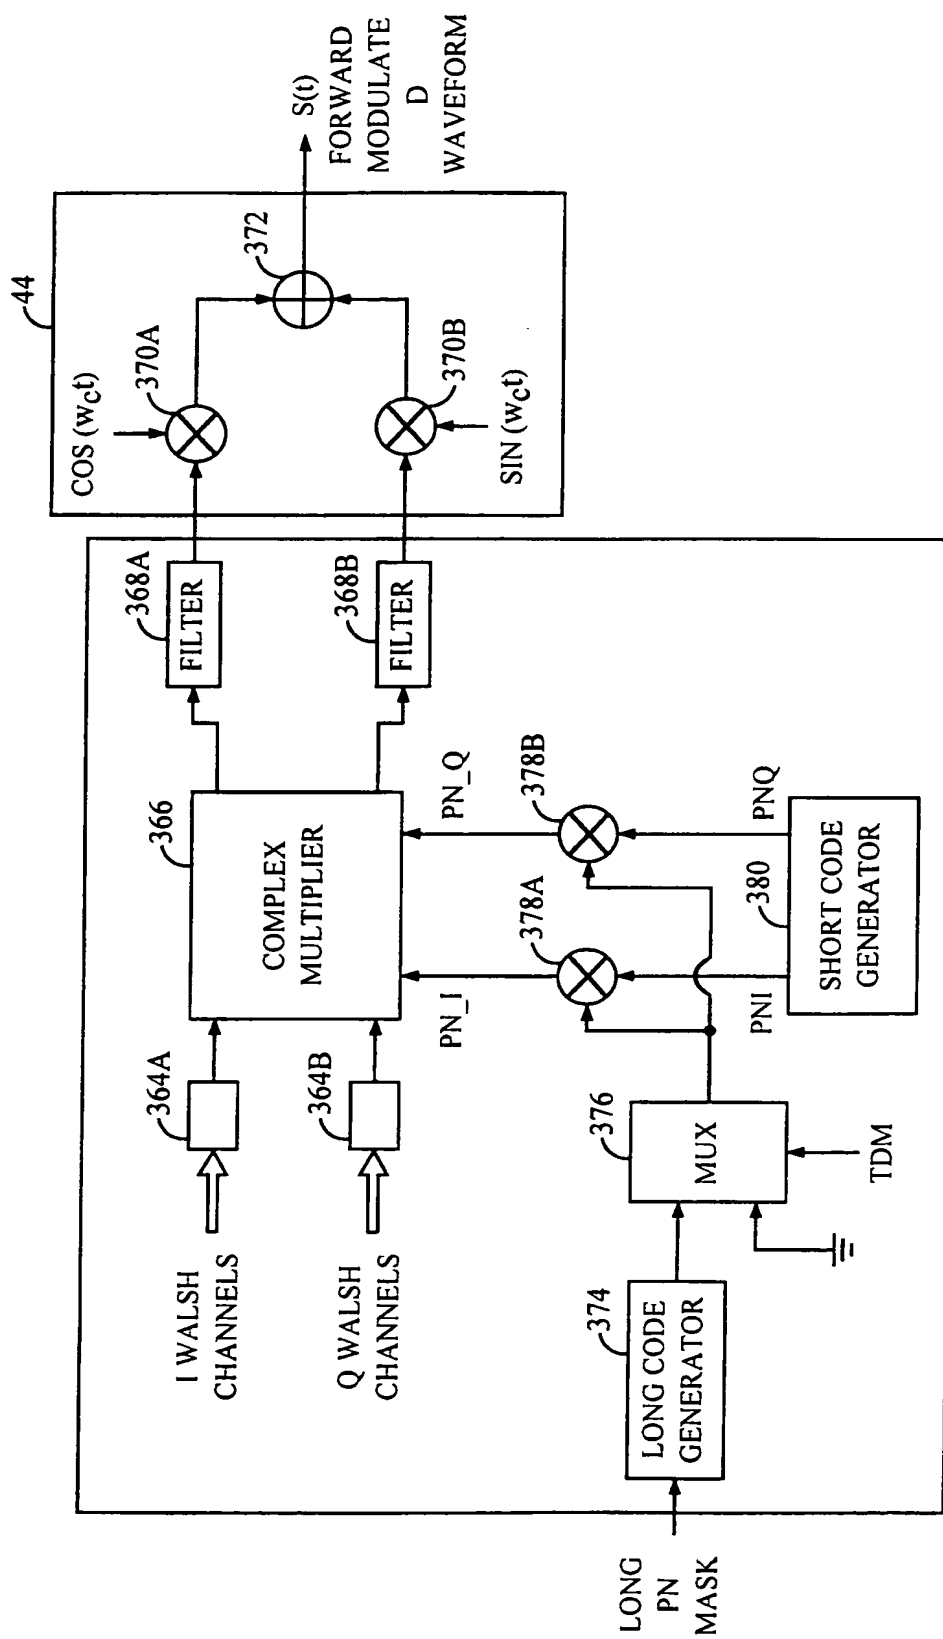 I WALSH
CHANNELS
364A
Q WALSH
CHANNELS
364B
COMPLEX
MULTIPLIER
366
FILTER
368A
FILTER
368B
44
COS (wct)
370A
372
370B
SIN (wct)
S(t)
FORWARD
MODULATE
D
WAVEFORM
PN_I
PN_Q
378A
378B
LONG
PN
MASK
LONG CODE
GENERATOR
374
MUX
376
TDM
PNI
PNQ
SHORT CODE
GENERATOR
380